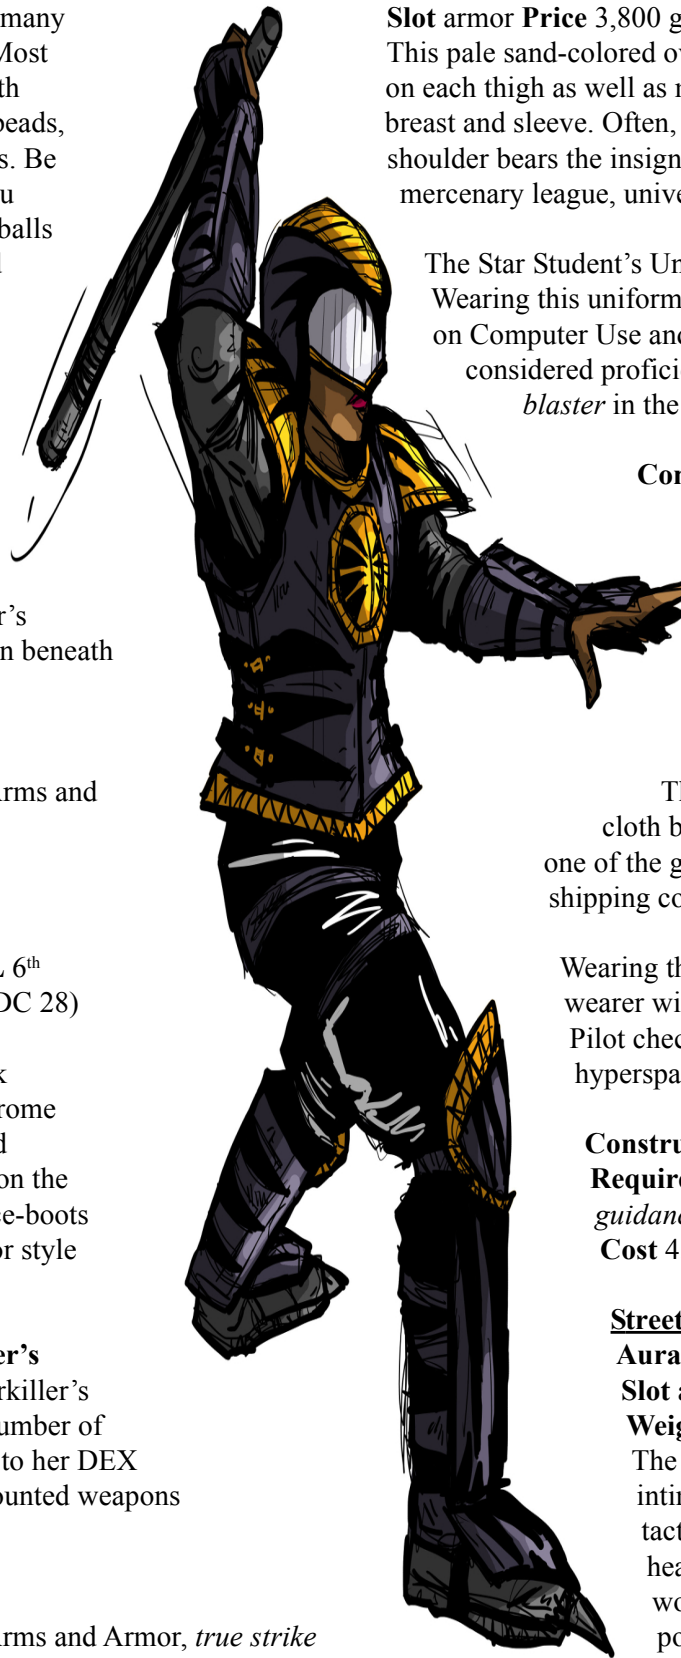 many
Most
th
beads,
s. Be
u
balls
l
r's
n beneath
Arms and
L 6th
DC 28)
k
rome
d
on the
ce-boots
or style
er's
rkiller's
umber of
to her DEX
ounted weapons
Arms and Armor, true strike
Slot armor Price 3,800 g
This pale sand-colored ov
on each thigh as well as
breast and sleeve. Often,
shoulder bears the insign
mercenary league, unive
The Star Student's Un
Wearing this uniform
on Computer Use and
considered proficie
blaster in the
Con
Th
cloth b
one of the g
shipping co
Wearing th
wearer wi
Pilot chec
hyperspa
Constru
Require
guidan
Cost 4
Street
Aura
Slot a
Weig
The
intin
tact
hea
wo
po